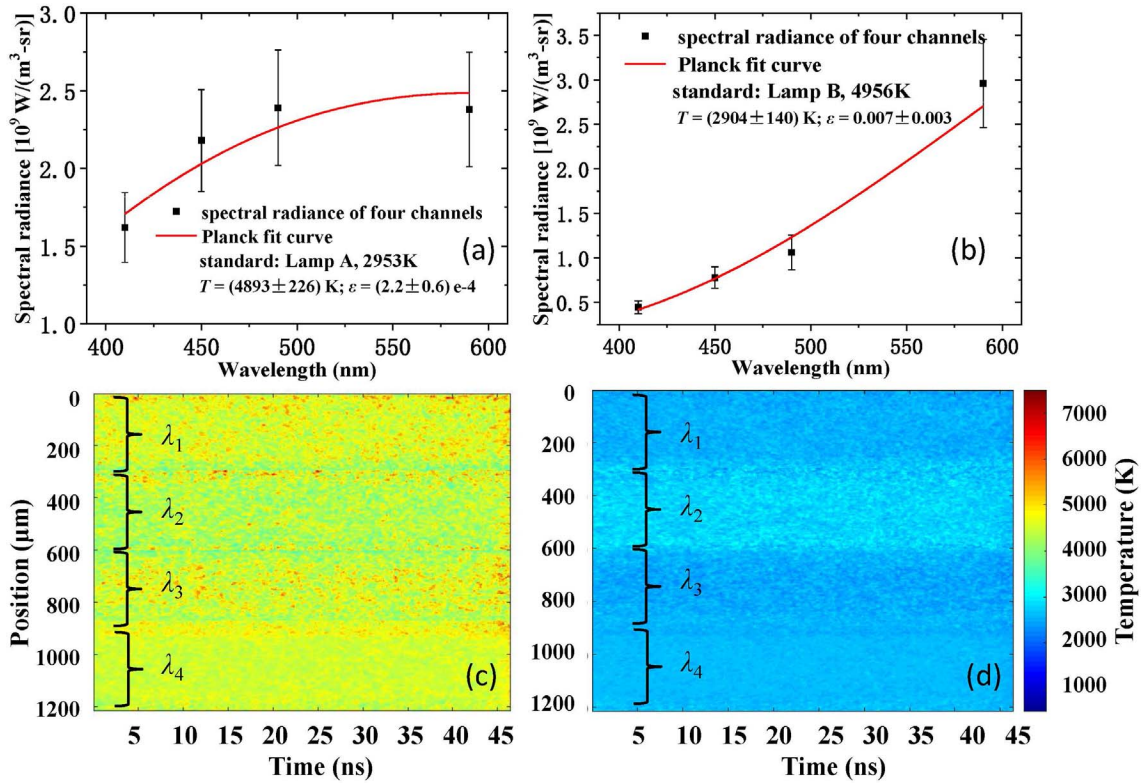 3.0
2.5
2.0
1.5
1.0
Spectral radiance [10⁹ W/(m³-sr)]
spectral radiance of four channels
Planck fit curve
standard: Lamp A, 2953K
T = (4893±226) K; ε = (2.2±0.6) e-4
(a)
400 450 500 550 600
Wavelength (nm)
3.5
3.0
2.5
2.0
1.5
1.0
0.5
Spectral radiance [10⁹ W/(m³-sr)]
spectral radiance of four channels
Planck fit curve
standard: Lamp B, 4956K
T = (2904±140) K; ε = 0.007±0.003
(b)
400 450 500 550 600
Wavelength (nm)
0
200
400
600
800
1000
1200
Position (μm)
λ₁
λ₂
λ₃
λ₄
(c)
5 10 15 20 25 30 35 40 45
Time (ns)
0
200
400
600
800
1000
1200
λ₁
λ₂
λ₃
λ₄
(d)
5 10 15 20 25 30 35 40 45
Time (ns)
7000
6000
5000
4000
3000
2000
1000
Temperature (K)